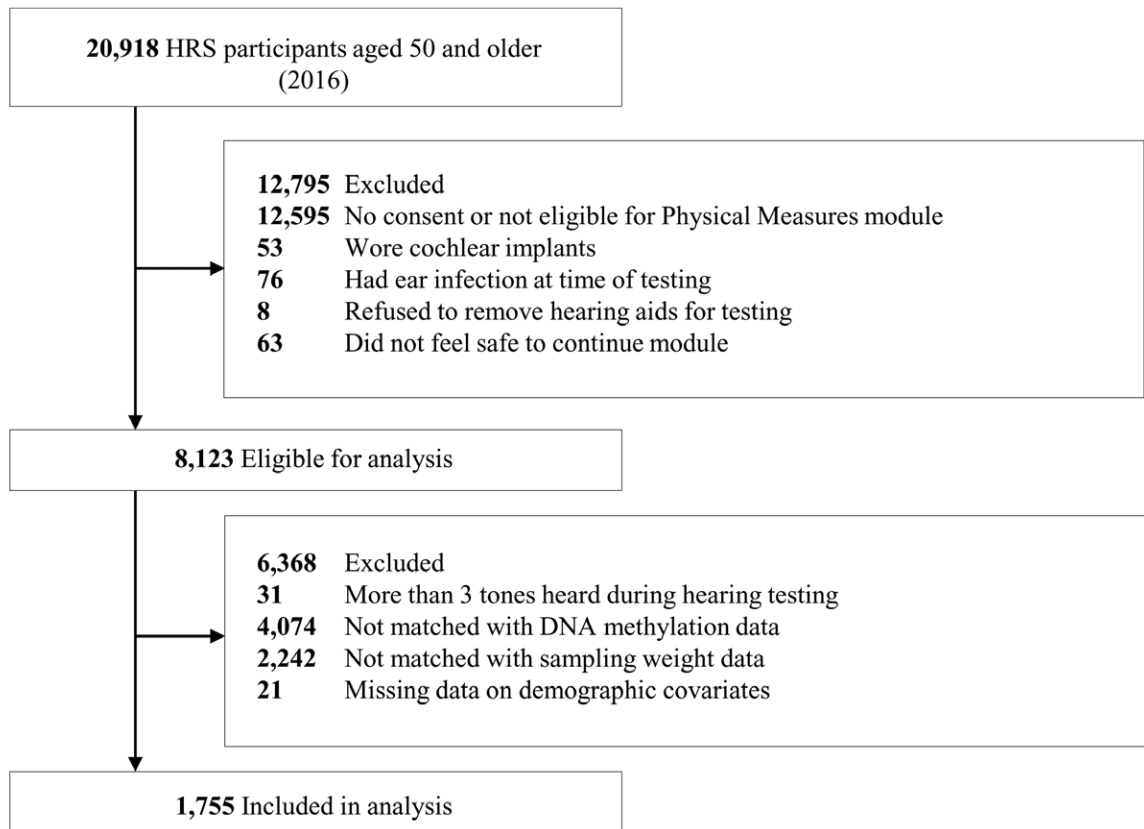 20,918 HRS participants aged 50 and older
(2016)
12,795 Excluded
12,595 No consent or not eligible for Physical Measures module
53 Wore cochlear implants
76 Had ear infection at time of testing
8 Refused to remove hearing aids for testing
63 Did not feel safe to continue module
8,123 Eligible for analysis
6,368 Excluded
31 More than 3 tones heard during hearing testing
4,074 Not matched with DNA methylation data
2,242 Not matched with sampling weight data
21 Missing data on demographic covariates
1,755 Included in analysis